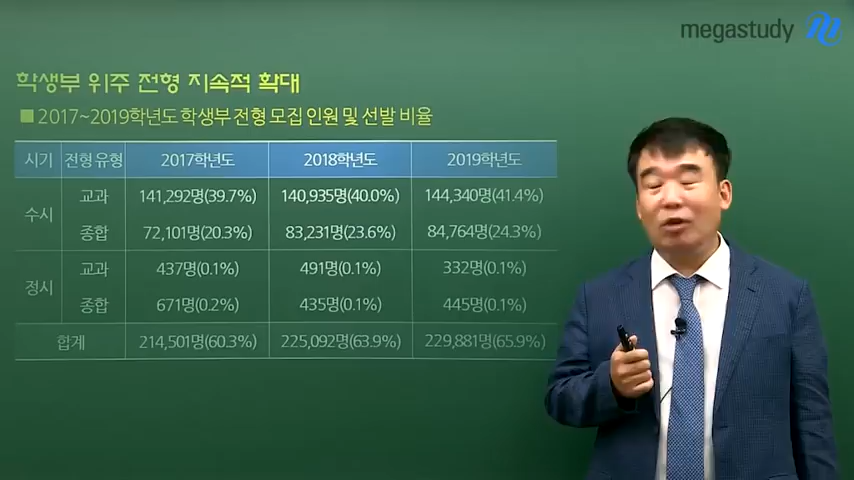 megastudy
학생부 위주 전형 지속적 확대
■ 2017~2019학년도 학생부 전형 모집 인원 및 선발 비율
시기 전형 유형 2017학년도 2018학년도 2019학년도
수시 교과 141,292명(39.7%) 140,935명(40.0%) 144,340명(41.4%)
종합 72,101명(20.3%) 83,231명(23.6%) 84,764명(24.3%)
정시 교과 437명(0.1%) 491명(0.1%) 332명(0.1%)
종합 671명(0.2%) 435명(0.1%) 445명(0.1%)
합계 214,501명(60.3%) 225,092명(63.9%) 229,881명(65.9%)